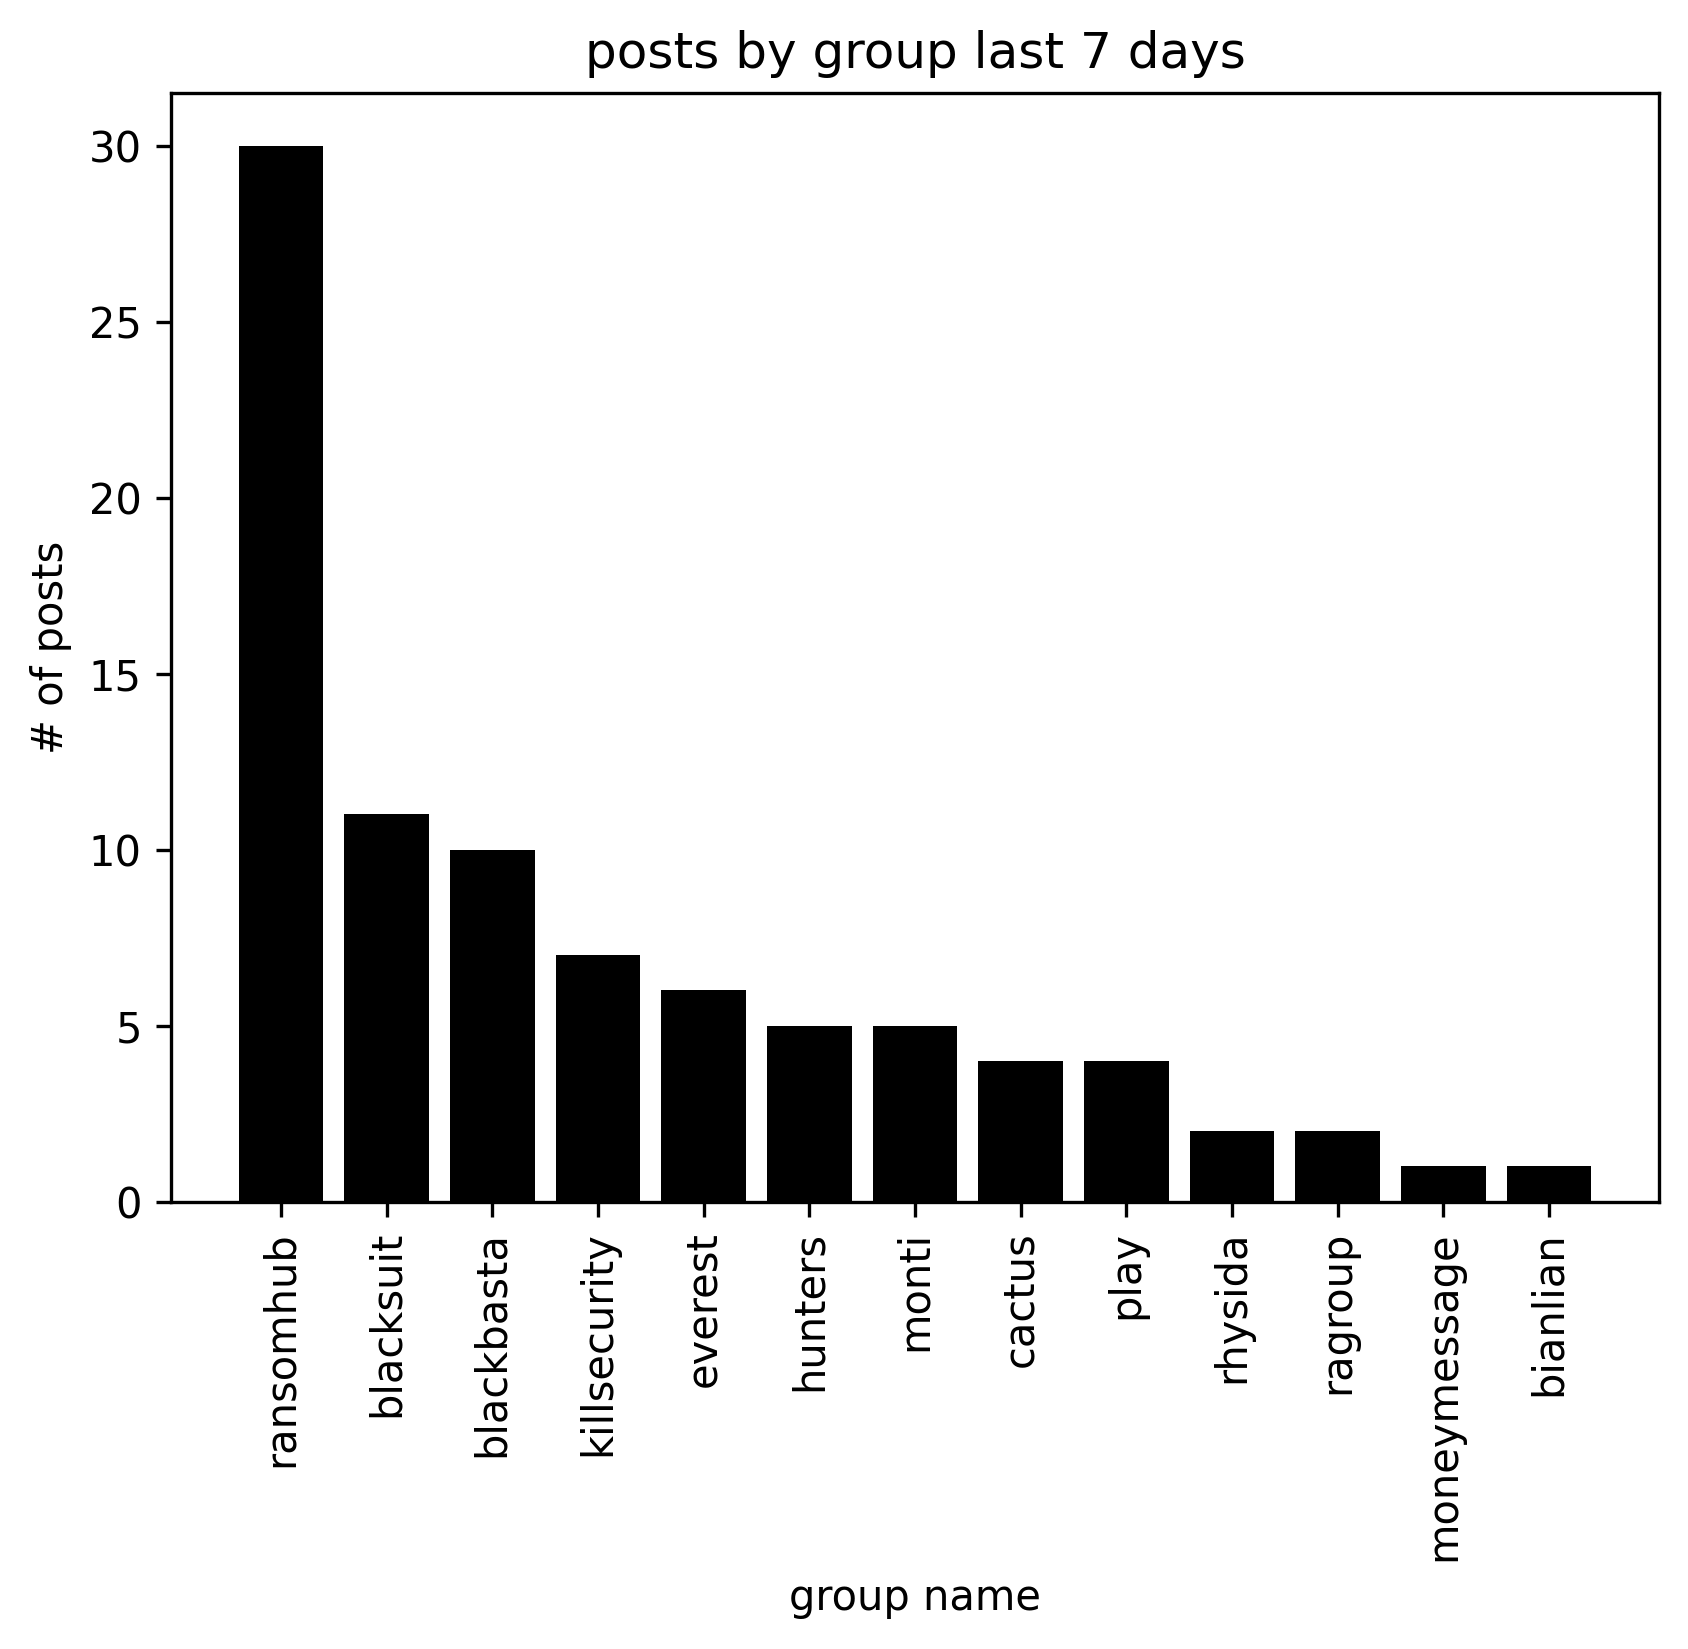 posts by group last 7 days
30
25
20
15
10
5
0
# of posts
ransomhub
blacksuit
blackbasta
killsecurity
everest
hunters
monti
cactus
play
rhysida
ragroup
moneymessage
bianlian
group name